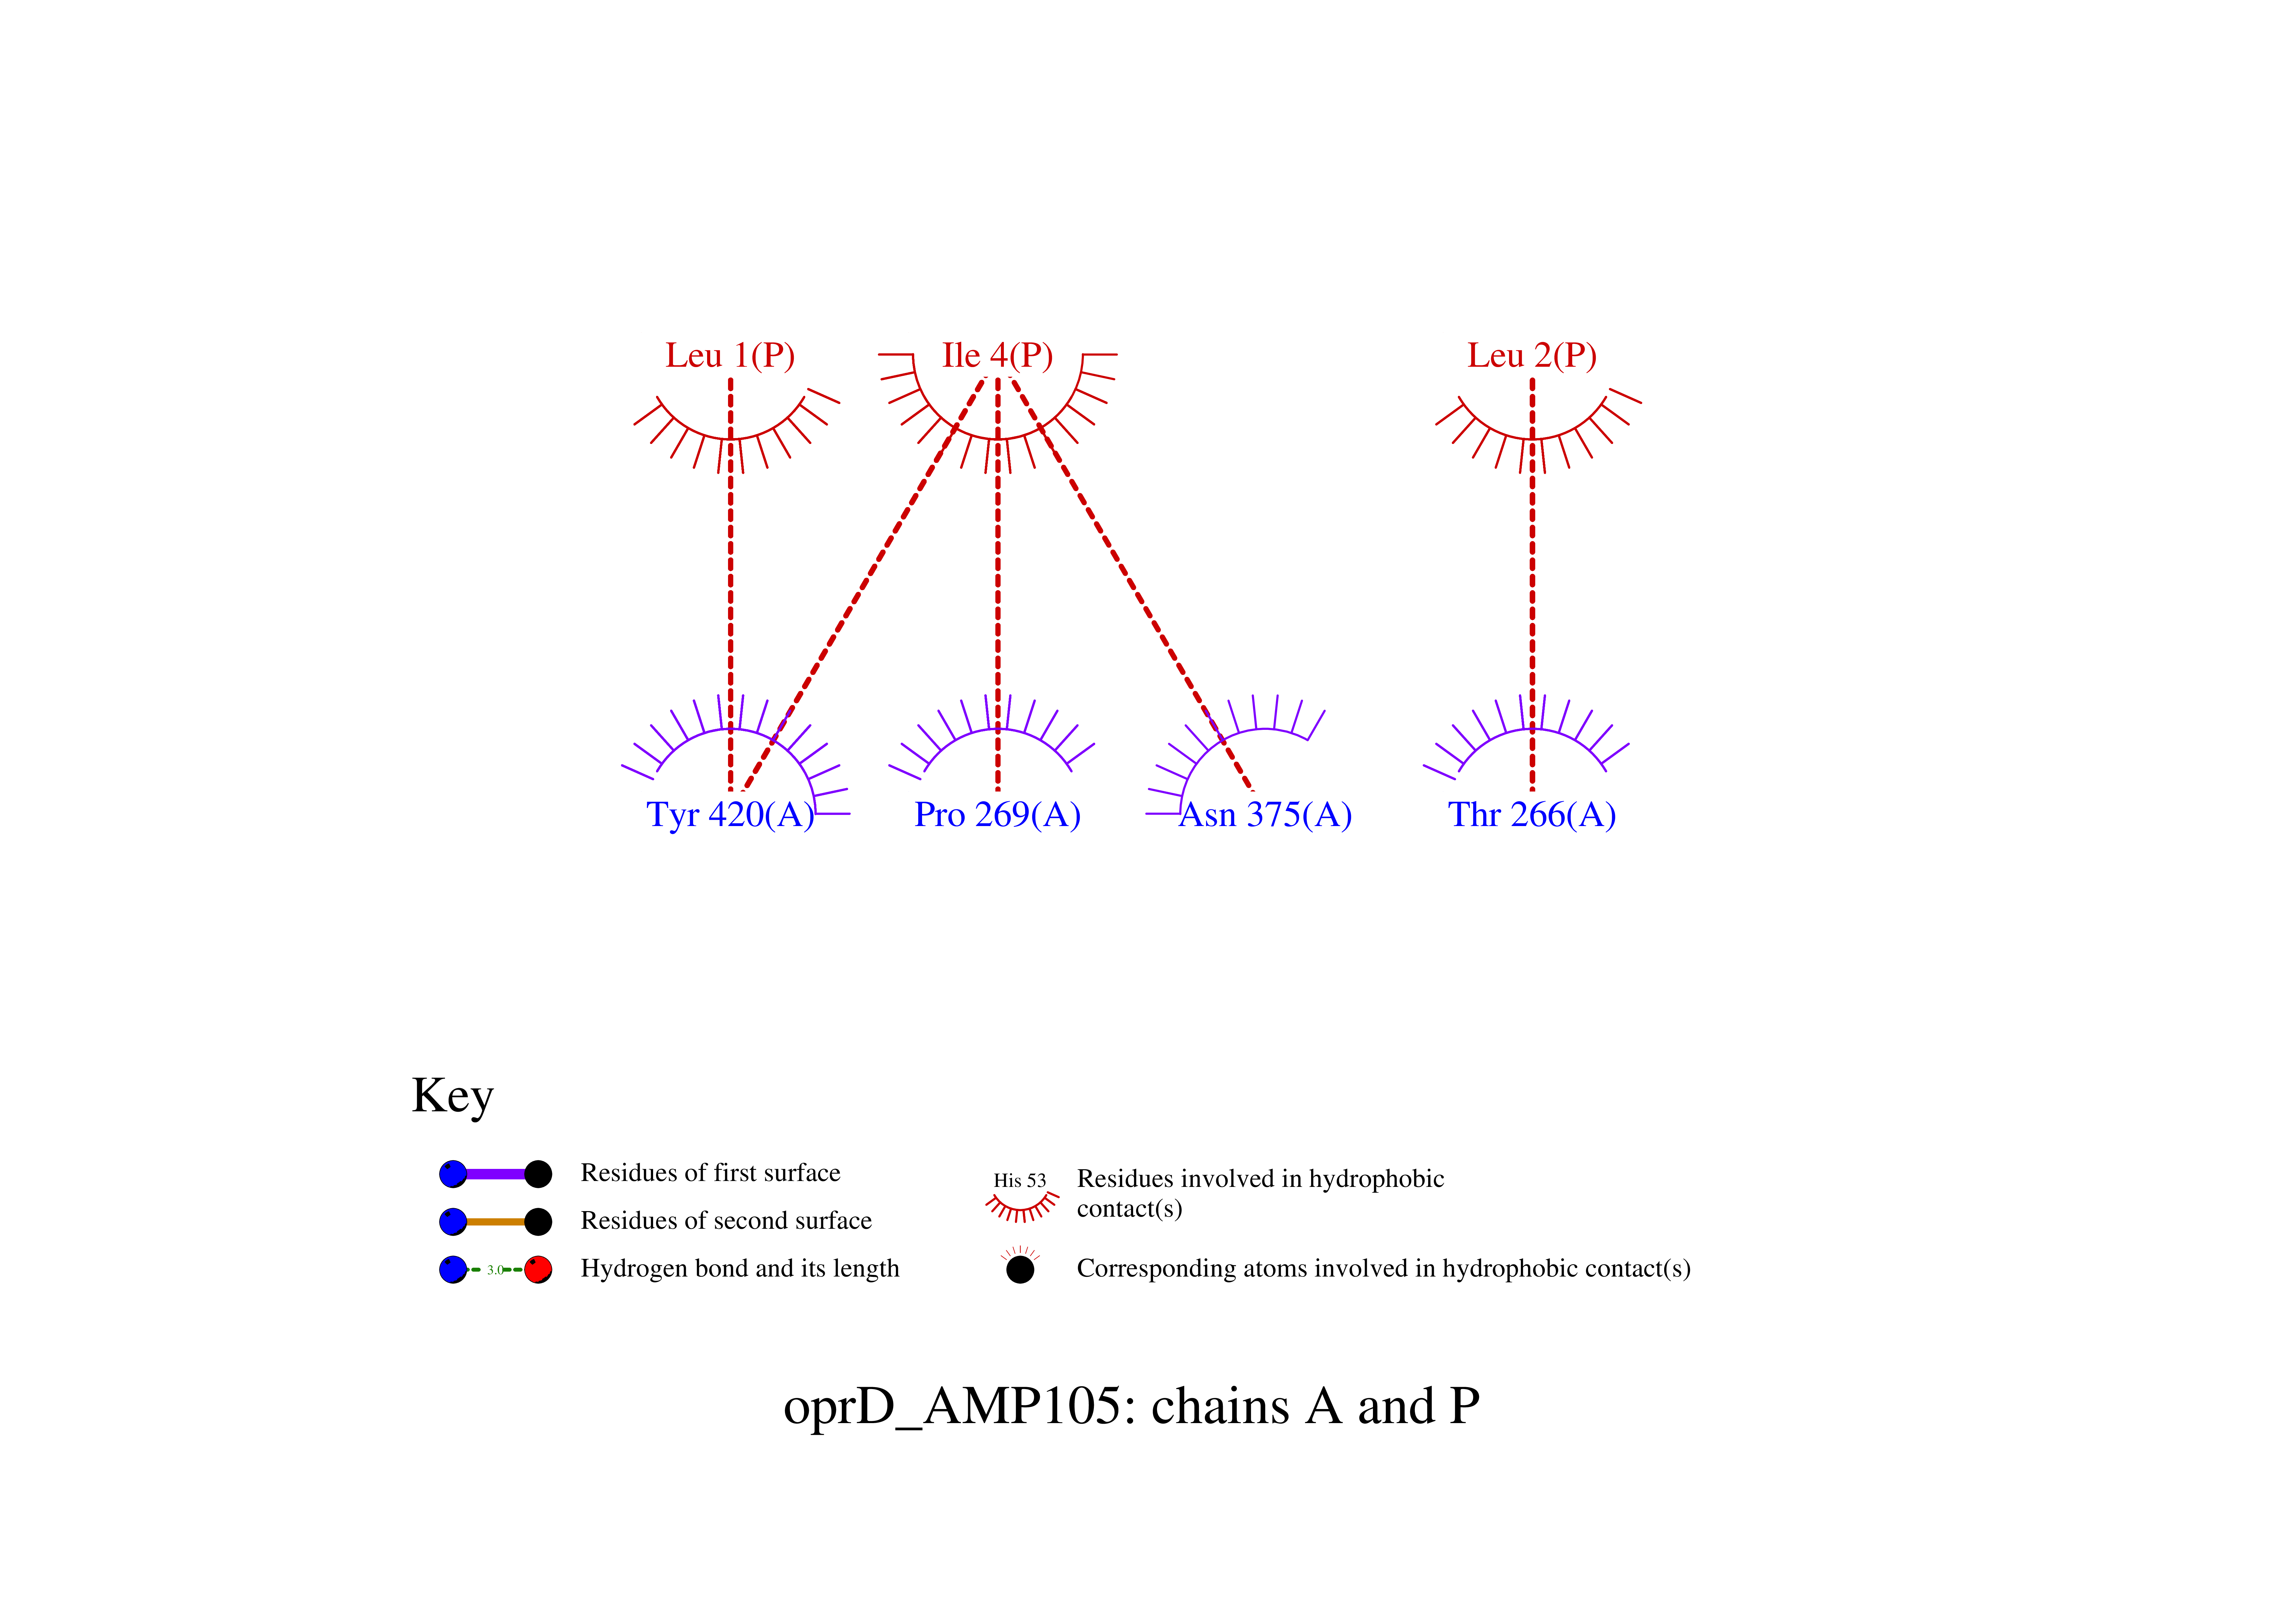 Leu 1(P) Ile 4(P) Leu 2(P)
Tyr 420(A) Pro 269(A) Asn 375(A) Thr 266(A)
Key
Residues of first surface
Residues of second surface
3.0 Hydrogen bond and its length
His 53 Residues involved in hydrophobic
contact(s)
Corresponding atoms involved in hydrophobic contact(s)
oprD_AMP105: chains A and P